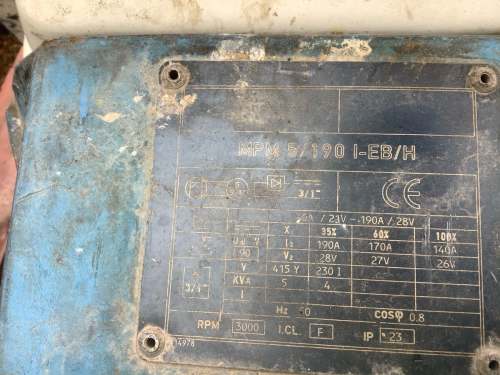 MPM 5/190 I-EB/H
3/1~
CE
/ 23V - 190A / 28V
X 35% 60% 100%
I₂ 190A 170A 140A
90 V₂ 28V 27V 26V
V 415 Y 230 I
3/1~ KVA 5 4
I
Hz COSφ 0.8
RPM 3000 I.CL F IP 23
14978